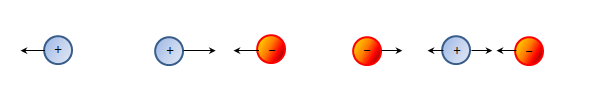 + + − − + −